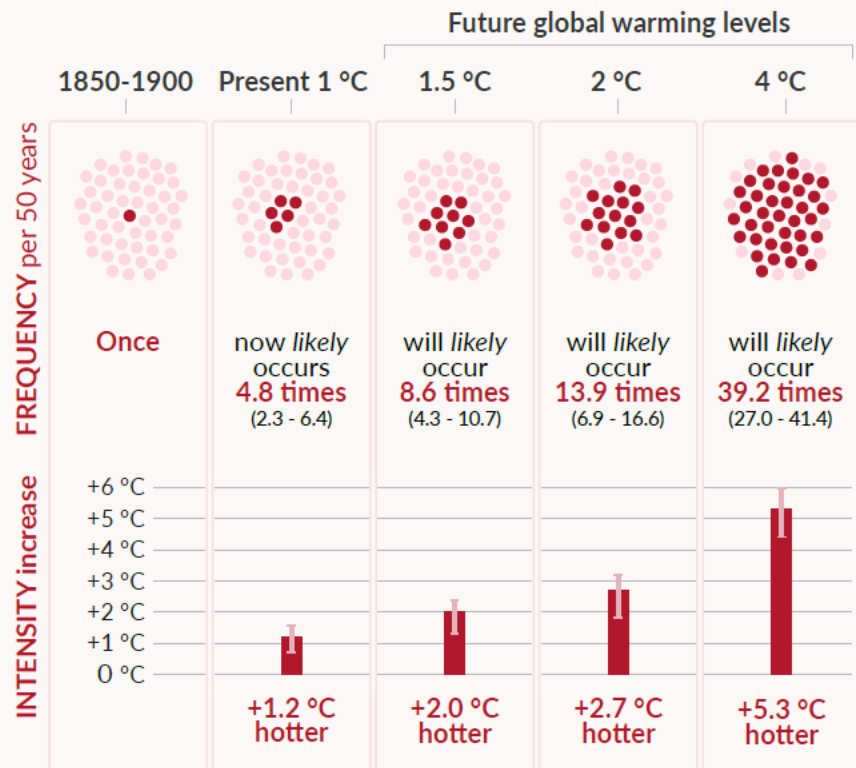 Future global warming levels
1850-1900 Present 1 °C 1.5 °C 2 °C 4 °C
FREQUENCY per 50 years
Once
now likely
occurs
4.8 times
(2.3 - 6.4)
will likely
occur
8.6 times
(4.3 - 10.7)
will likely
occur
13.9 times
(6.9 - 16.6)
will likely
occur
39.2 times
(27.0 - 41.4)
INTENSITY increase
+6 °C
+5 °C
+4 °C
+3 °C
+2 °C
+1 °C
0 °C
+1.2 °C
hotter
+2.0 °C
hotter
+2.7 °C
hotter
+5.3 °C
hotter